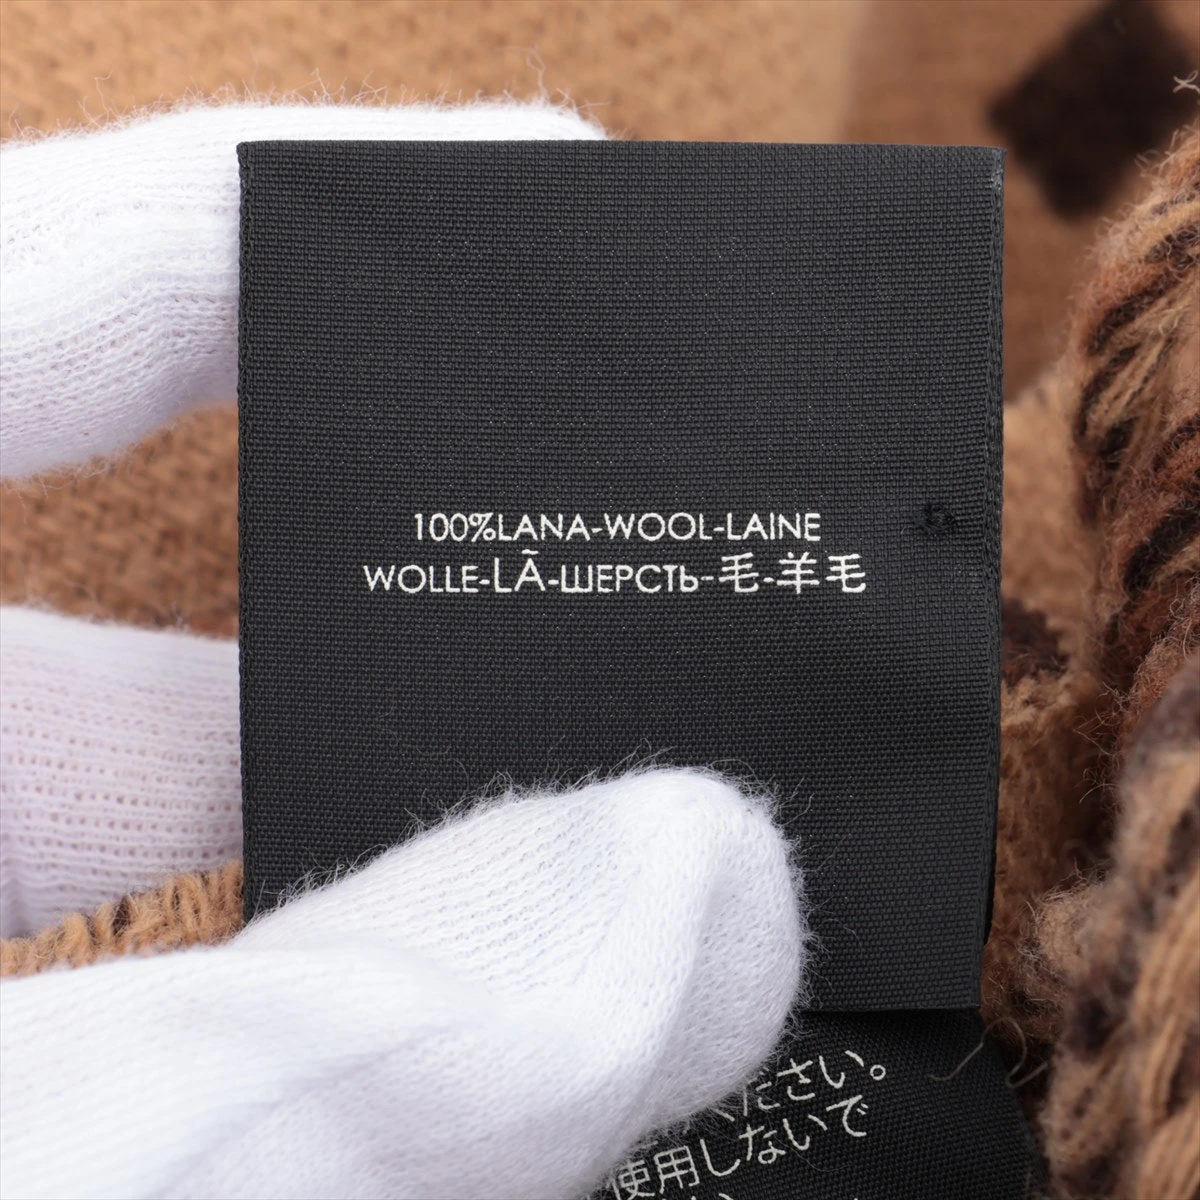 100%LANA-WOOL-LAINE
WOLLE-LÃ-ШЕРСТЬ-毛-羊毛
ください。
使用しないで